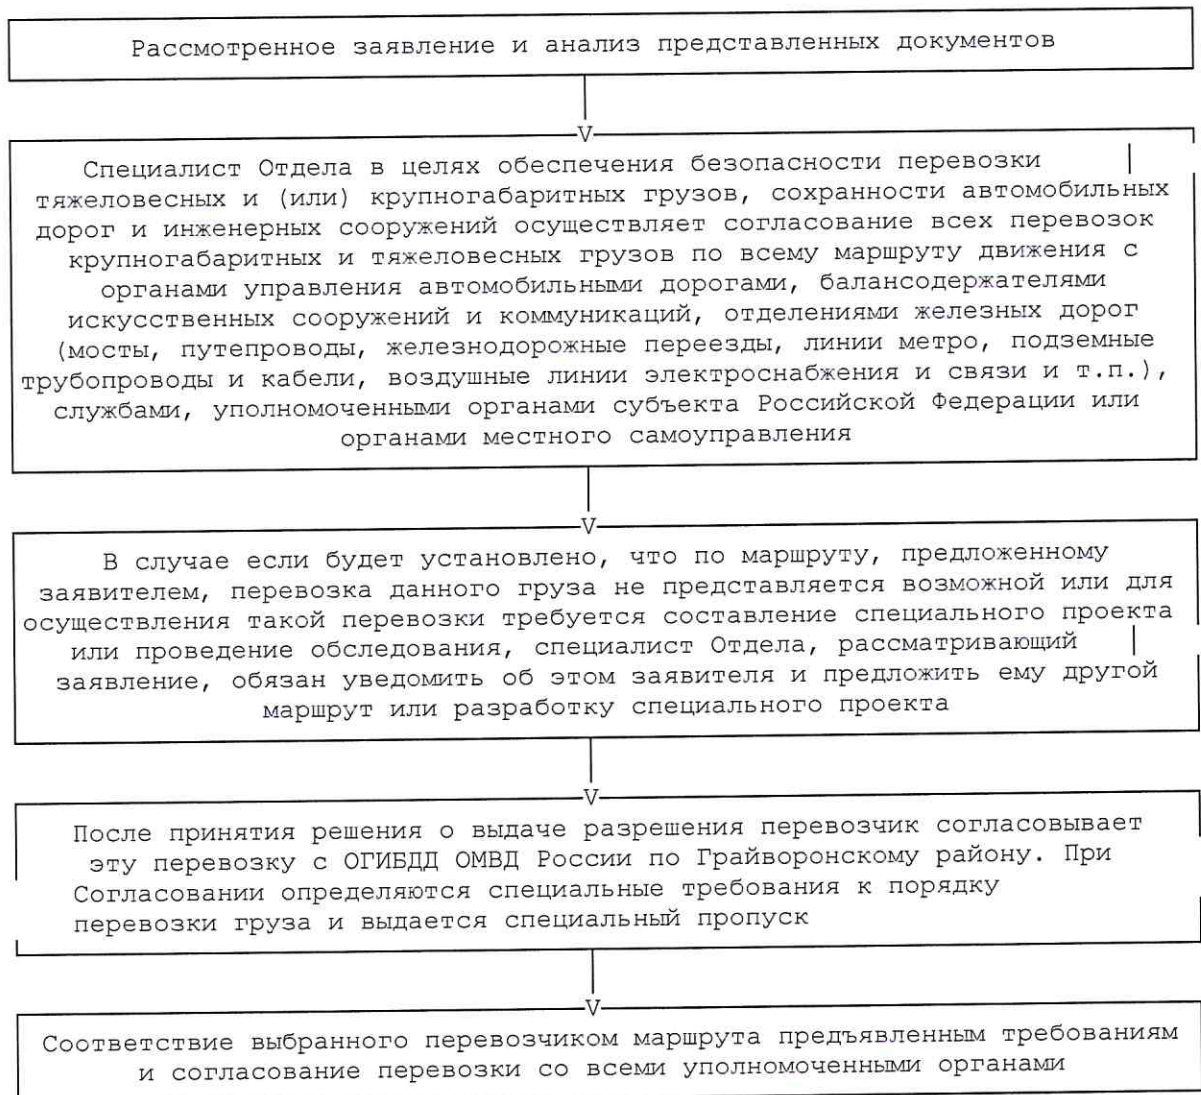 Рассмотренное заявление и анализ представленных документов
V
Специалист Отдела в целях обеспечения безопасности перевозки
тяжеловесных и (или) крупногабаритных грузов, сохранности автомобильных
дорог и инженерных сооружений осуществляет согласование всех перевозок
крупногабаритных и тяжеловесных грузов по всему маршруту движения с
органами управления автомобильными дорогами, балансодержателями
искусственных сооружений и коммуникаций, отделениями железных дорог
(мосты, путепроводы, железнодорожные переезды, линии метро, подземные
трубопроводы и кабели, воздушные линии электроснабжения и связи и т.п.),
службами, уполномоченными органами субъекта Российской Федерации или
органами местного самоуправления
V
В случае если будет установлено, что по маршруту, предложенному
заявителем, перевозка данного груза не представляется возможной или для
осуществления такой перевозки требуется составление специального проекта
или проведение обследования, специалист Отдела, рассматривающий
заявление, обязан уведомить об этом заявителя и предложить ему другой
маршрут или разработку специального проекта
V
После принятия решения о выдаче разрешения перевозчик согласовывает
эту перевозку с ОГИБДД ОМВД России по Грайворонскому району. При
Согласовании определяются специальные требования к порядку
перевозки груза и выдается специальный пропуск
V
Соответствие выбранного перевозчиком маршрута предъявленным требованиям
и согласование перевозки со всеми уполномоченными органами